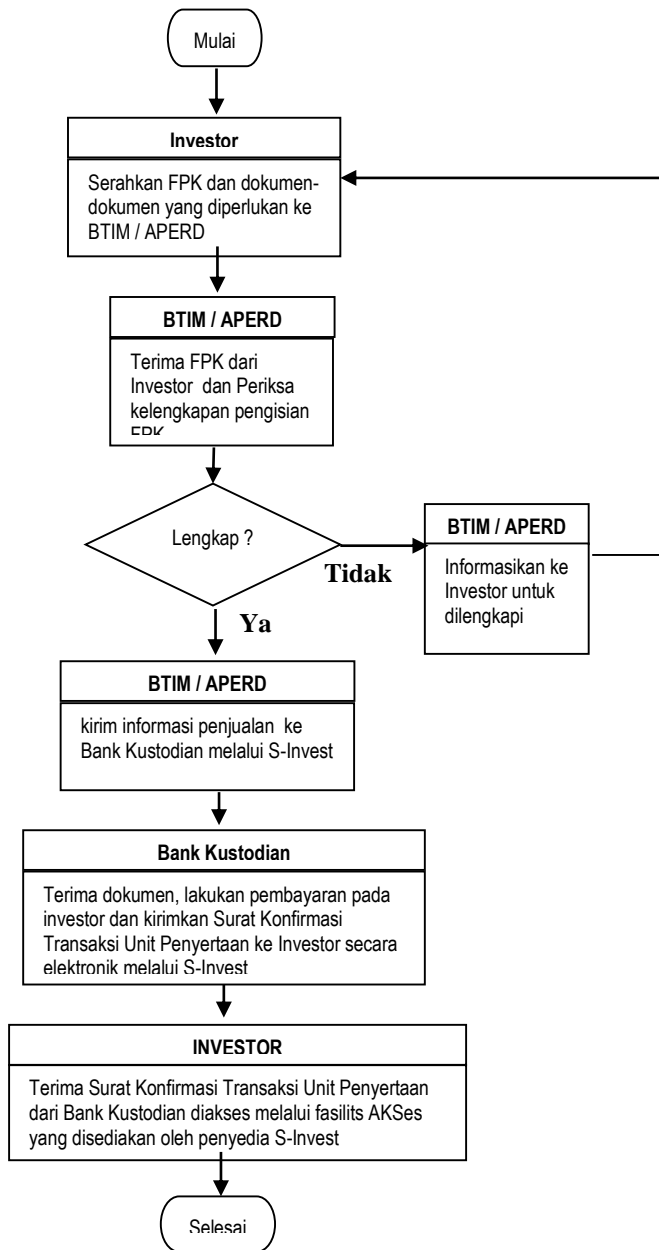 Mulai
Investor
Serahkan FPK dan dokumen-
dokumen yang diperlukan ke
BTIM / APERD
BTIM / APERD
Terima FPK dari
Investor dan Periksa
kelengkapan pengisian
FPK
Lengkap ?
Tidak
BTIM / APERD
Informasikan ke
Investor untuk
dilengkapi
Ya
BTIM / APERD
kirim informasi penjualan ke
Bank Kustodian melalui S-Invest
Bank Kustodian
Terima dokumen, lakukan pembayaran pada
investor dan kirimkan Surat Konfirmasi
Transaksi Unit Penyertaan ke Investor secara
elektronik melalui S-Invest
INVESTOR
Terima Surat Konfirmasi Transaksi Unit Penyertaan
dari Bank Kustodian diakses melalui fasilits AKSes
yang disediakan oleh penyedia S-Invest
Selesai